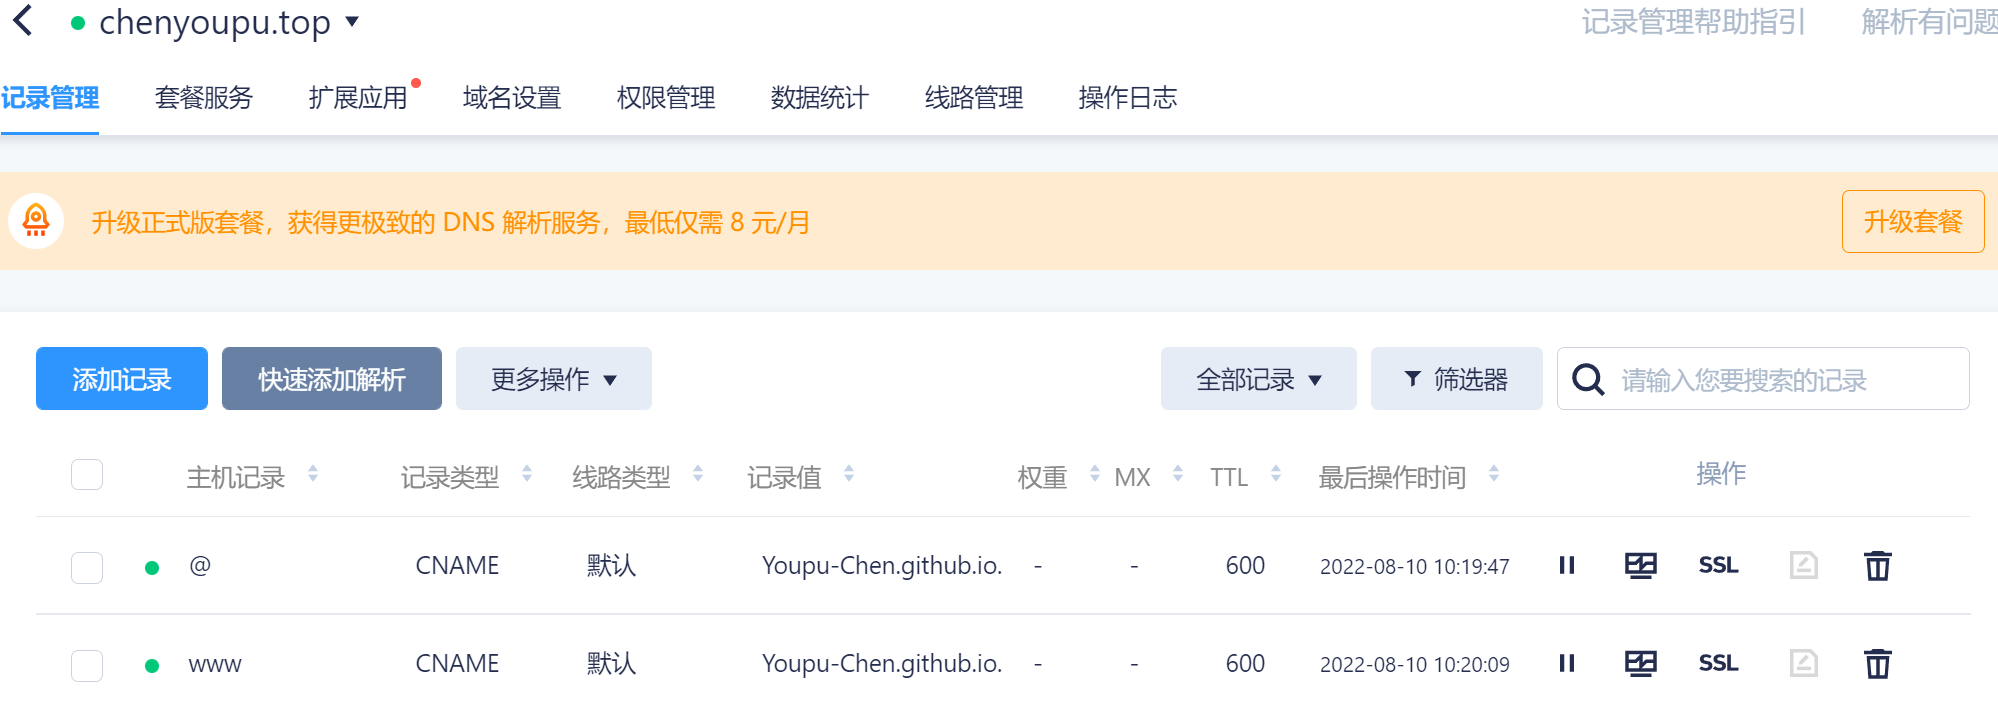 chenyoupu.top
记录管理帮助指引 解析有问题
记录管理 套餐服务 扩展应用 域名设置 权限管理 数据统计 线路管理 操作日志
升级正式版套餐，获得更极致的 DNS 解析服务，最低仅需 8 元/月 升级套餐
添加记录 快速添加解析 更多操作 全部记录 筛选器 请输入您要搜索的记录
主机记录 记录类型 线路类型 记录值 权重 MX TTL 最后操作时间 操作
@ CNAME 默认 Youpu-Chen.github.io. - - 600 2022-08-10 10:19:47 SSL
www CNAME 默认 Youpu-Chen.github.io. - - 600 2022-08-10 10:20:09 SSL